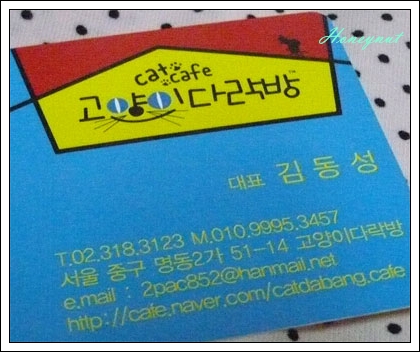 Honeynut
cat cafe
고양이다락방
대표 김동성
T.02.318.3123 M.010.9995.3457
서울 중구 명동2가 51-14 고양이다락방
e.mail : 2pac852@hanmail.net
http://cafe.naver.com/catdabang.cafe